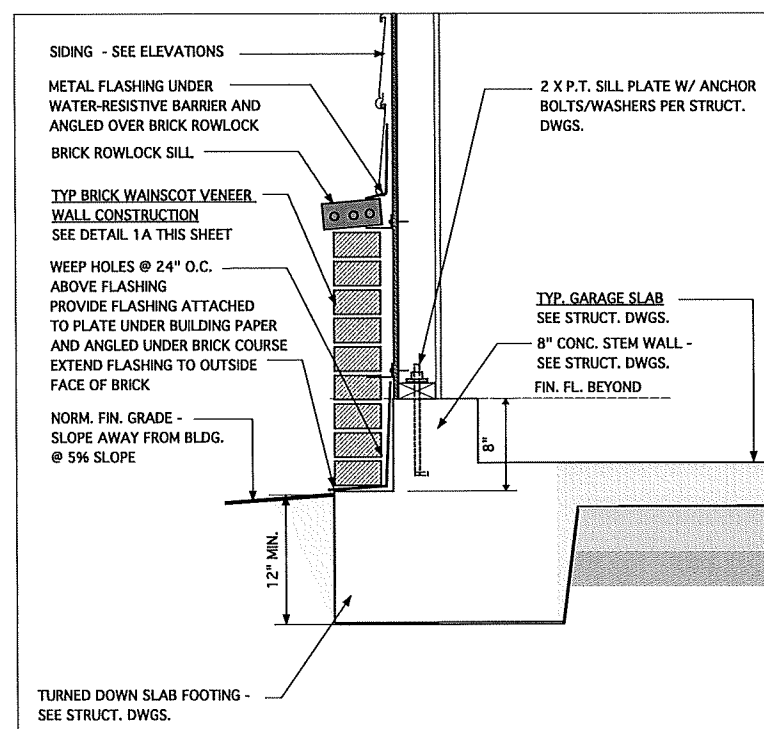 SIDING - SEE ELEVATIONS
METAL FLASHING UNDER
WATER-RESISTIVE BARRIER AND
ANGLED OVER BRICK ROWLOCK
BRICK ROWLOCK SILL
TYP BRICK WAINSCOT VENEER
WALL CONSTRUCTION
SEE DETAIL 1A THIS SHEET
WEEP HOLES @ 24" O.C.
ABOVE FLASHING
PROVIDE FLASHING ATTACHED
TO PLATE UNDER BUILDING PAPER
AND ANGLED UNDER BRICK COURSE
EXTEND FLASHING TO OUTSIDE
FACE OF BRICK
NORM. FIN. GRADE -
SLOPE AWAY FROM BLDG.
@ 5% SLOPE
12" MIN.
TURNED DOWN SLAB FOOTING -
SEE STRUCT. DWGS.
2 X P.T. SILL PLATE W/ ANCHOR
BOLTS/WASHERS PER STRUCT.
DWGS.
TYP. GARAGE SLAB
SEE STRUCT. DWGS.
8" CONC. STEM WALL -
SEE STRUCT. DWGS.
FIN. FL. BEYOND
8"